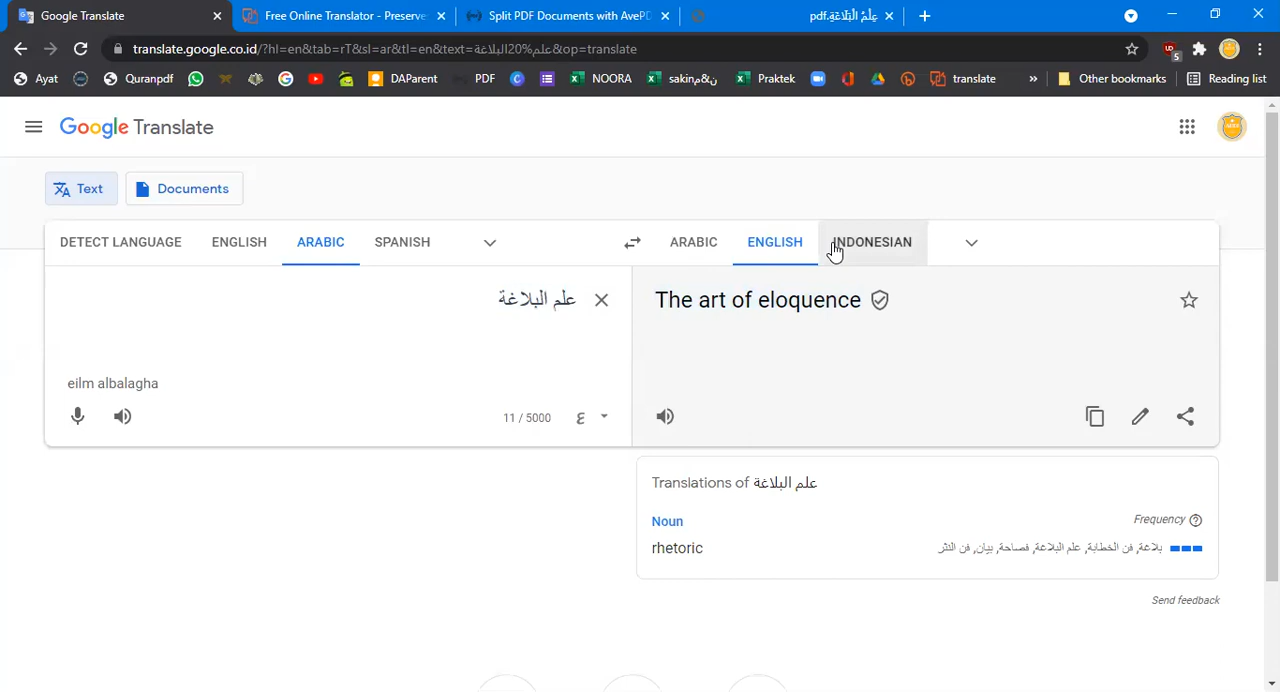 Google Translate
Free Online Translator - Preserve
Split PDF Documents with AvePD
عِلْمُ الْبَلَاغَةِ.pdf
translate.google.co.id/?hl=en&tab=rT&sl=ar&tl=en&text=علم%20البلاغة&op=translate
Ayat
Quranpdf
DAParent
PDF
NOORA
sakinن&م
Praktek
translate
»
Other bookmarks
Reading list
Google Translate
Text
Documents
DETECT LANGUAGE
ENGLISH
ARABIC
SPANISH
ARABIC
ENGLISH
INDONESIAN
علم البلاغة
The art of eloquence
eilm albalagha
11 / 5000
ع
Translations of علم البلاغة
Noun
Frequency
rhetoric
بلاغة, فن الخطابة, علم البلاغة, فصاحة, بيان, فن النثر
Send feedback